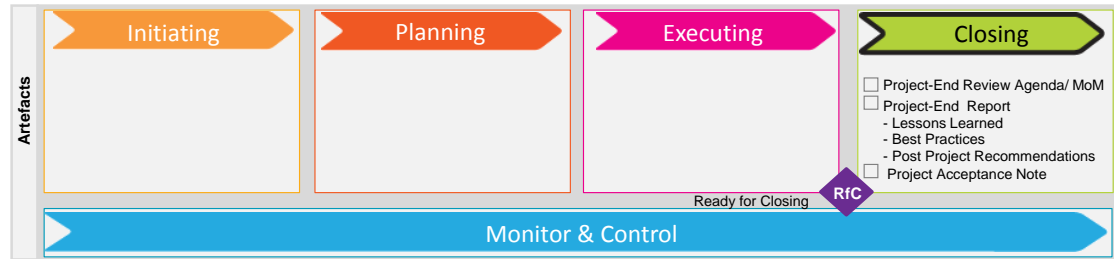 Initiating
Planning
Executing
Closing
Artefacts
Project-End Review Agenda/ MoM
Project-End Report
- Lessons Learned
- Best Practices
- Post Project Recommendations
Project Acceptance Note
RfC
Ready for Closing
Monitor & Control